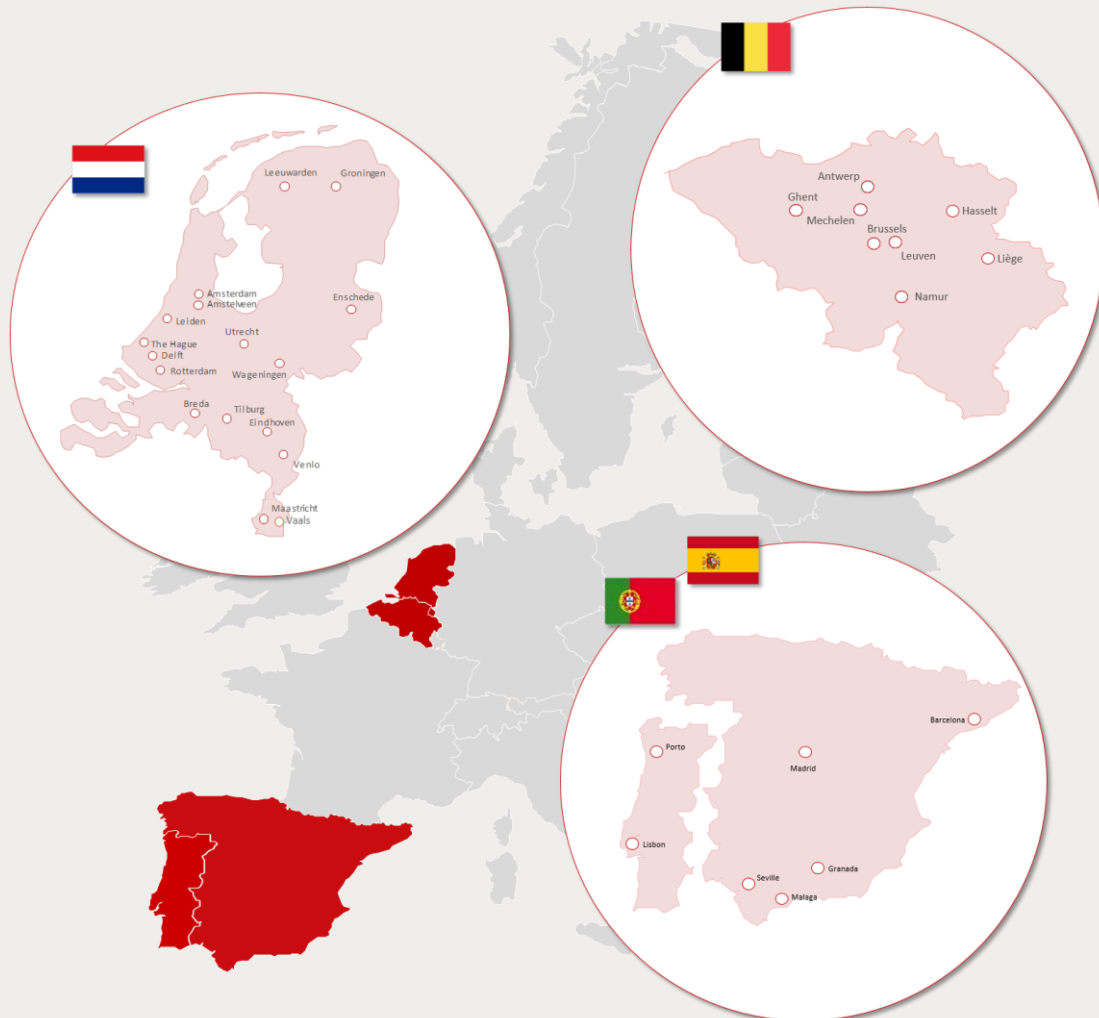 Leeuwarden
Groningen
Amsterdam
Amstelveen
Leiden
Enschede
Utrecht
The Hague
Delft
Rotterdam
Wageningen
Breda
Tilburg
Eindhoven
Venlo
Maastricht
Vaals
Antwerp
Ghent
Mechelen
Hasselt
Brussels
Leuven
Liège
Namur
Barcelona
Porto
Madrid
Lisbon
Granada
Seville
Malaga